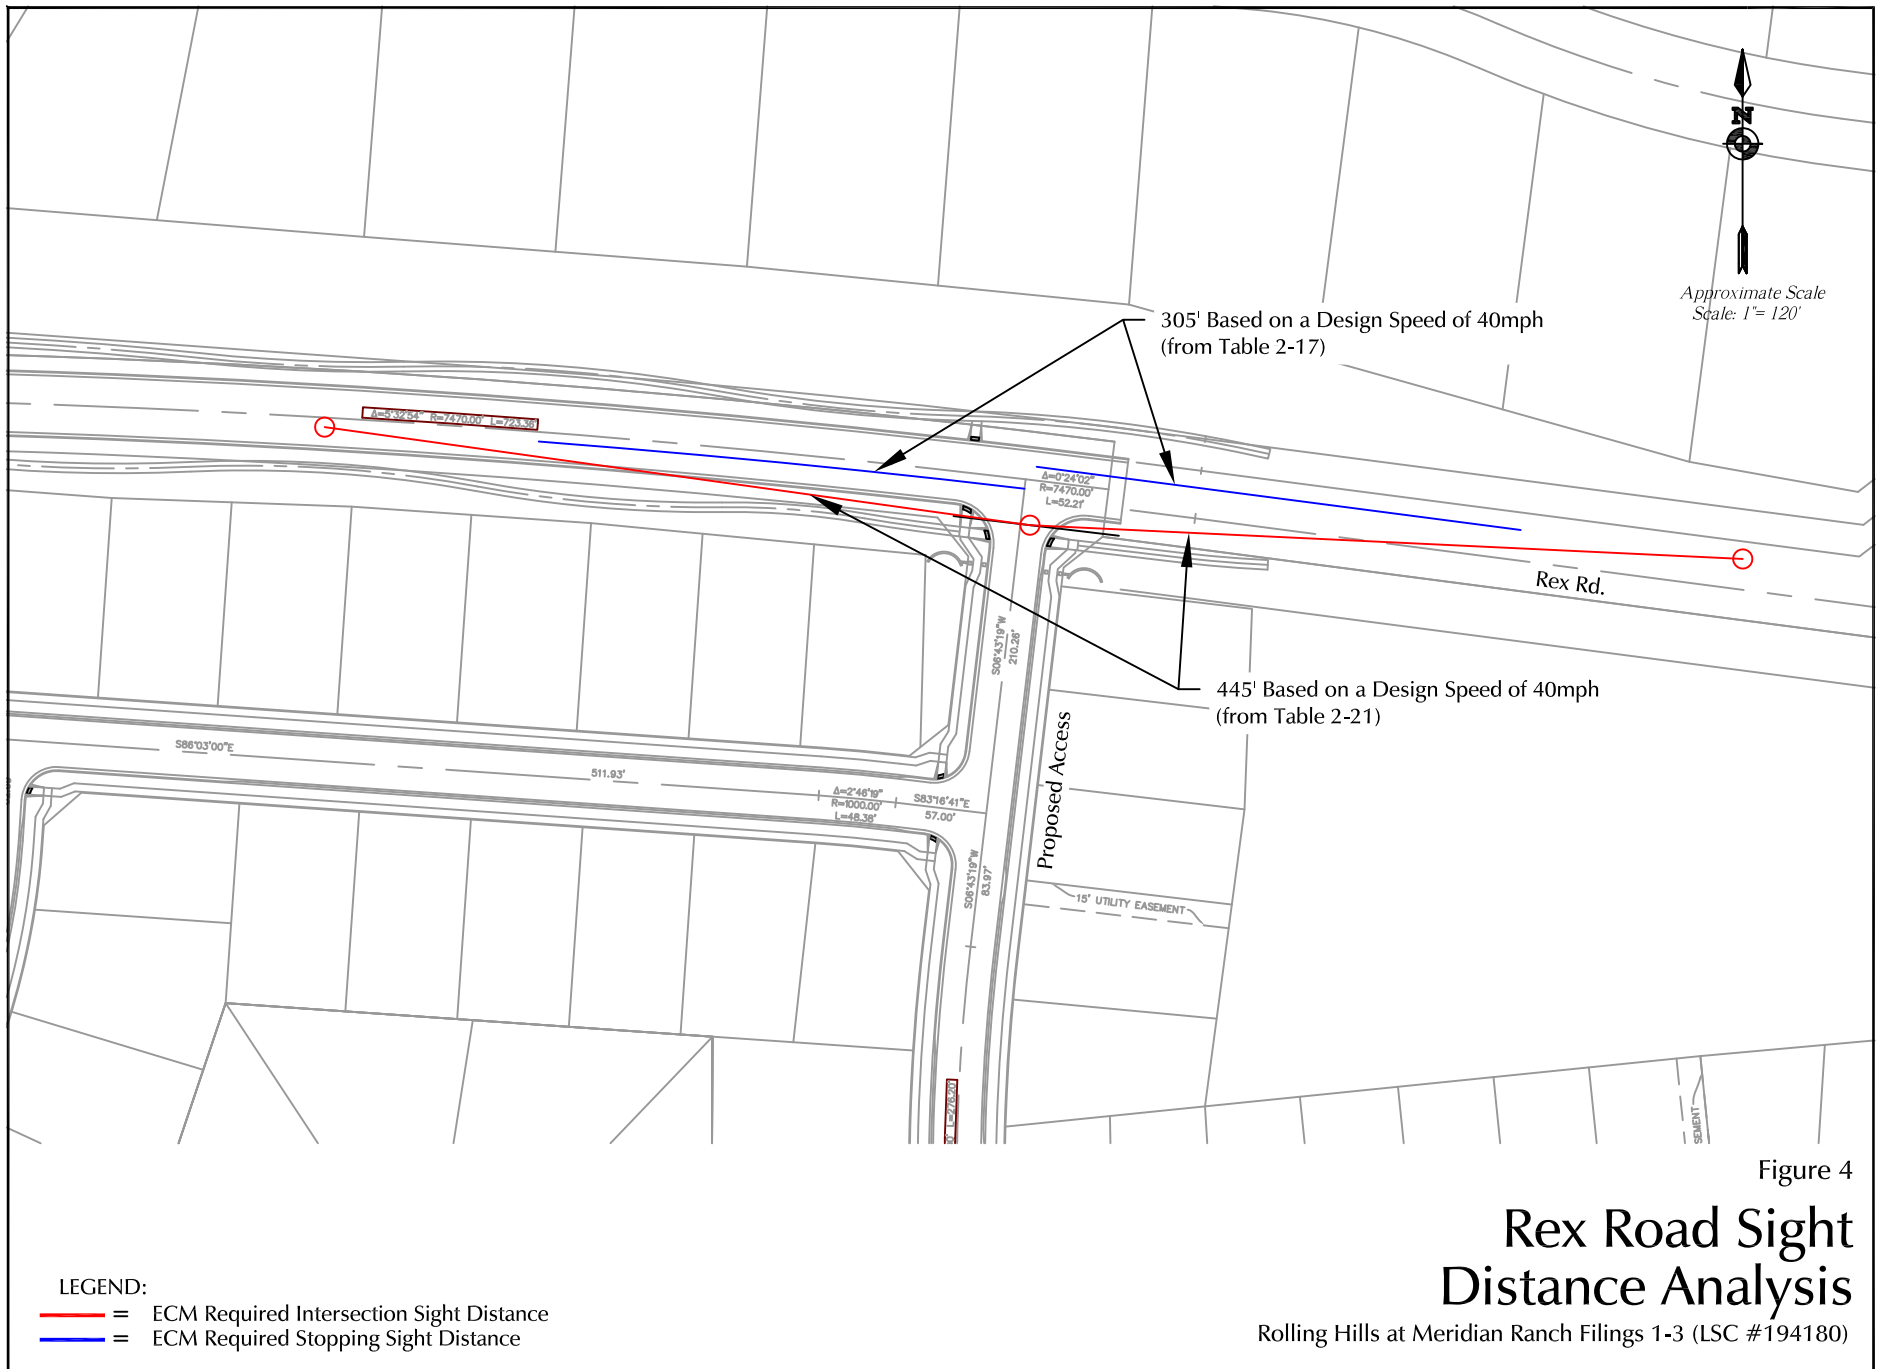 N
Approximate Scale
Scale: 1"= 120'
305' Based on a Design Speed of 40mph
(from Table 2-17)
Δ=5°32'54" R=7470.00' L=723.36'
Δ=0°24'02"
R=7470.00'
L=52.21'
Rex Rd.
S06°43'19"W
210.26'
445' Based on a Design Speed of 40mph
(from Table 2-21)
Proposed Access
S86°03'00"E
511.93'
Δ=2°46'19"
R=1000.00'
L=48.38'
S83°16'41"E
57.00'
S06°43'19"W
83.97'
15' UTILITY EASEMENT
L=276.20'
SEMENT
Figure 4
Rex Road Sight
Distance Analysis
Rolling Hills at Meridian Ranch Filings 1-3 (LSC #194180)
LEGEND:
= ECM Required Intersection Sight Distance
= ECM Required Stopping Sight Distance